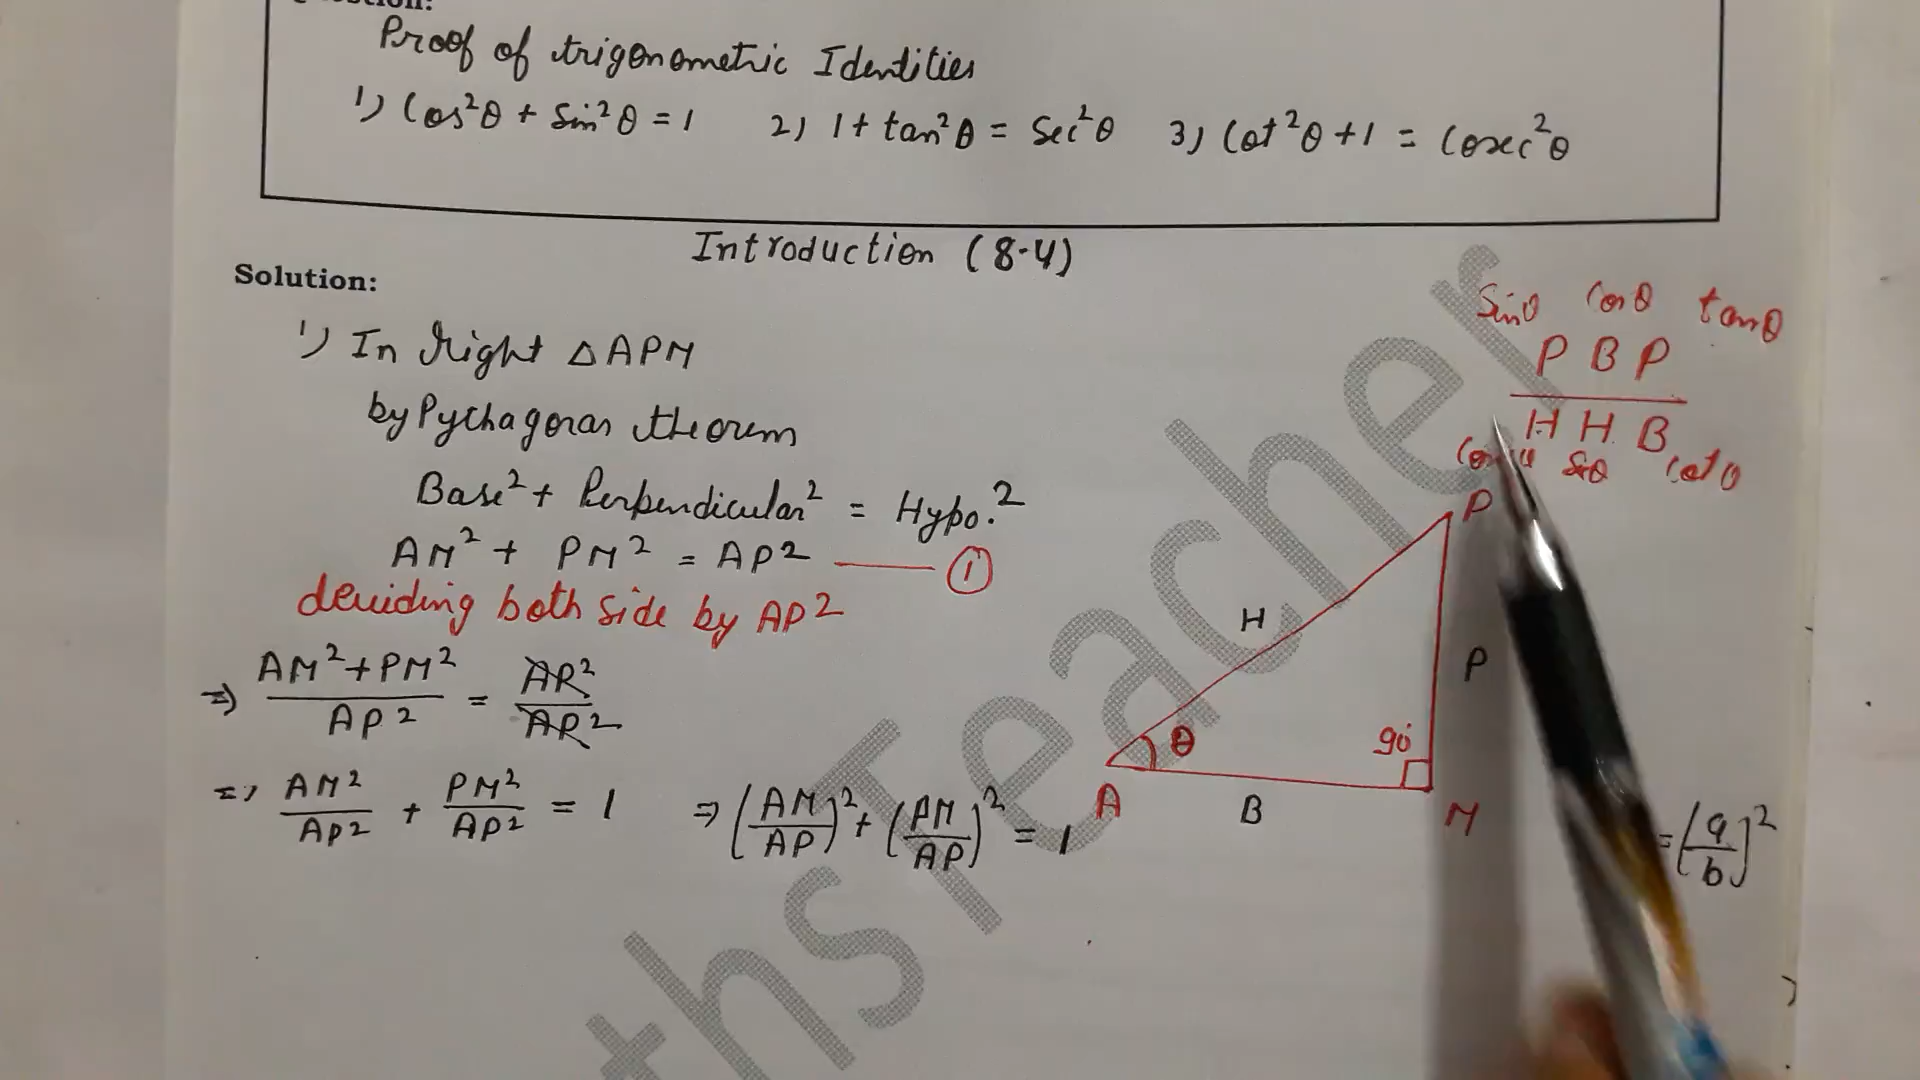 Proof of trigonometric Identities
1) Cos²θ + Sin²θ = 1 2) 1 + tan²θ = Sec²θ 3) Cot²θ + 1 = Cosec²θ
Introduction (8.4)
Solution:
1) In right △APM
by Pythagoras theorem
Base² + Perpendicular² = Hypo.²
AM² + PM² = AP² —— ①
deviding both side by AP²
⇒ (AM² + PM²)/AP² = AP²/AP²
⇒ AM²/AP² + PM²/AP² = 1 ⇒ (AM/AP)² + (PM/AP)² = 1
Sinθ Cosθ tanθ
P B P
H H B
Secθ Cotθ
P
H
P
θ
90°
A
B
M
= (a/b)²
ths Teacher